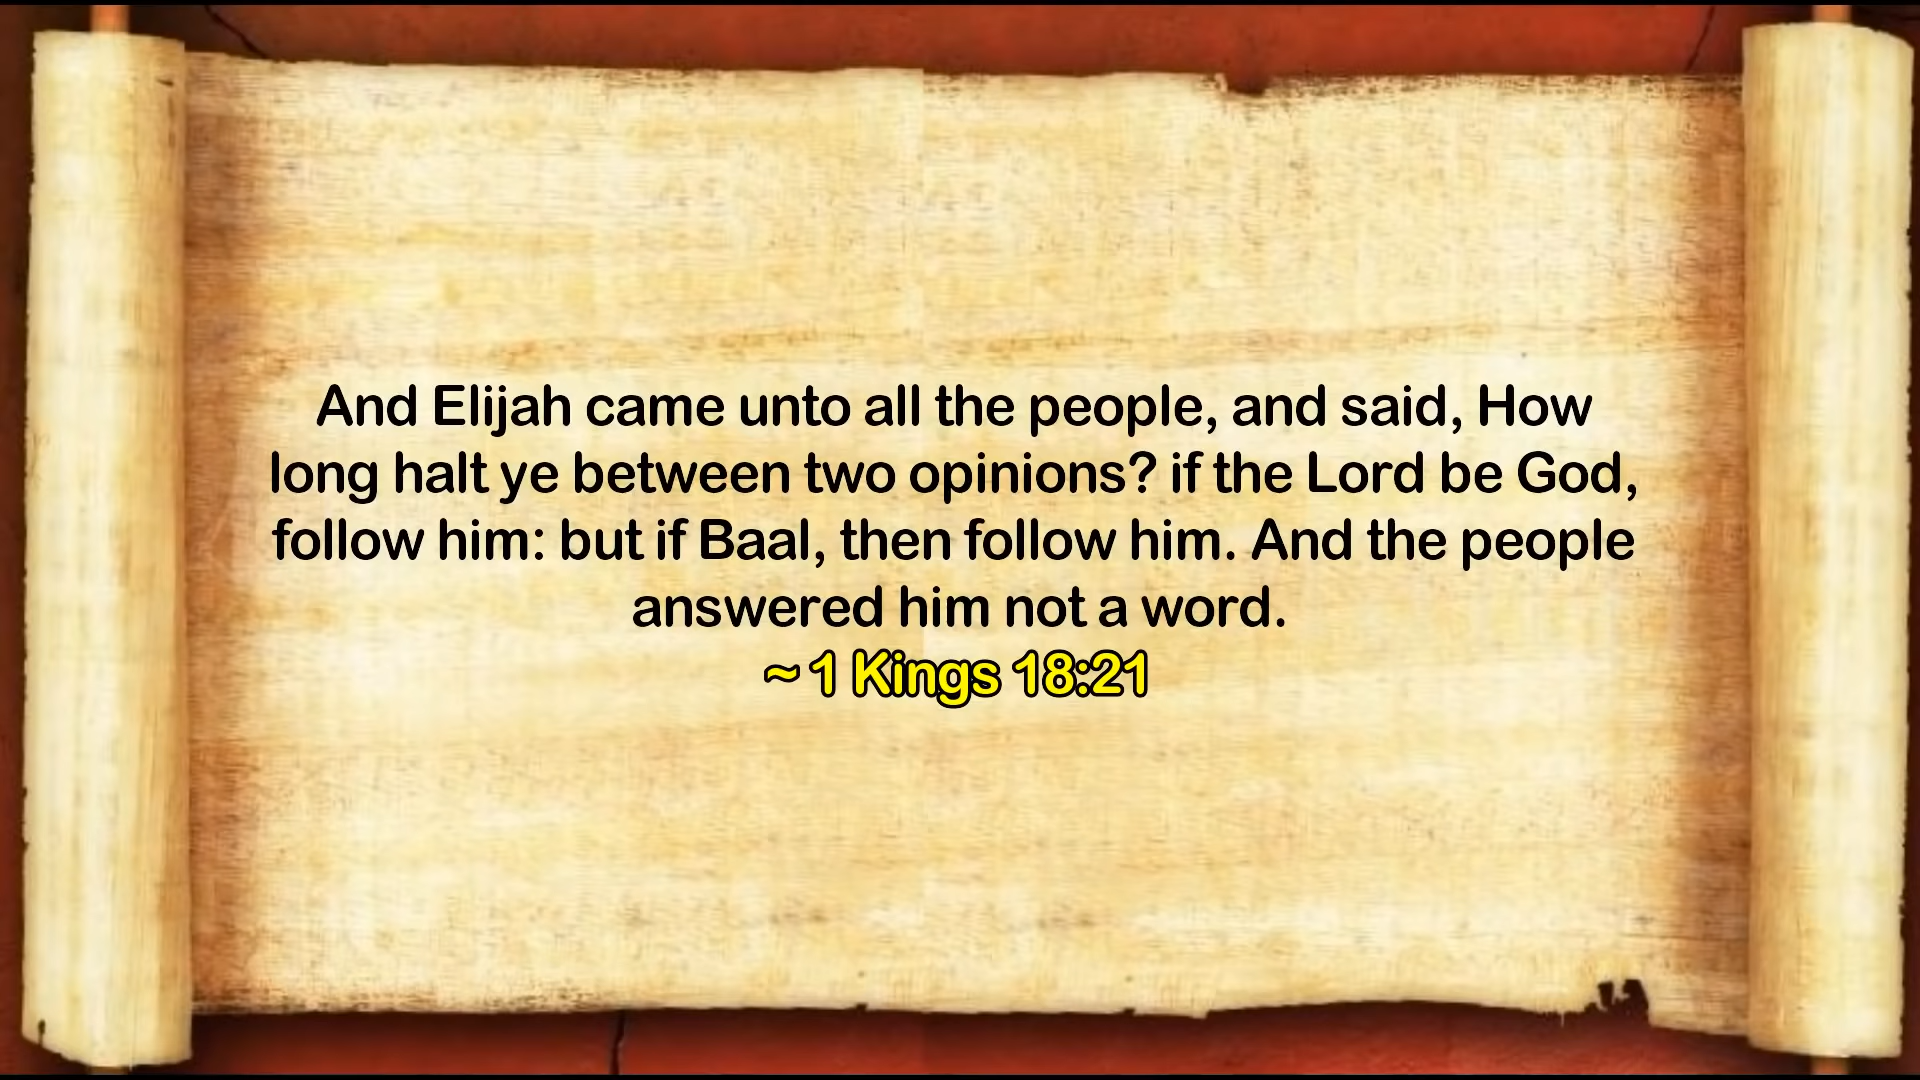 And Elijah came unto all the people, and said, How
long halt ye between two opinions? if the Lord be God,
follow him: but if Baal, then follow him. And the people
answered him not a word.
~ 1 Kings 18:21